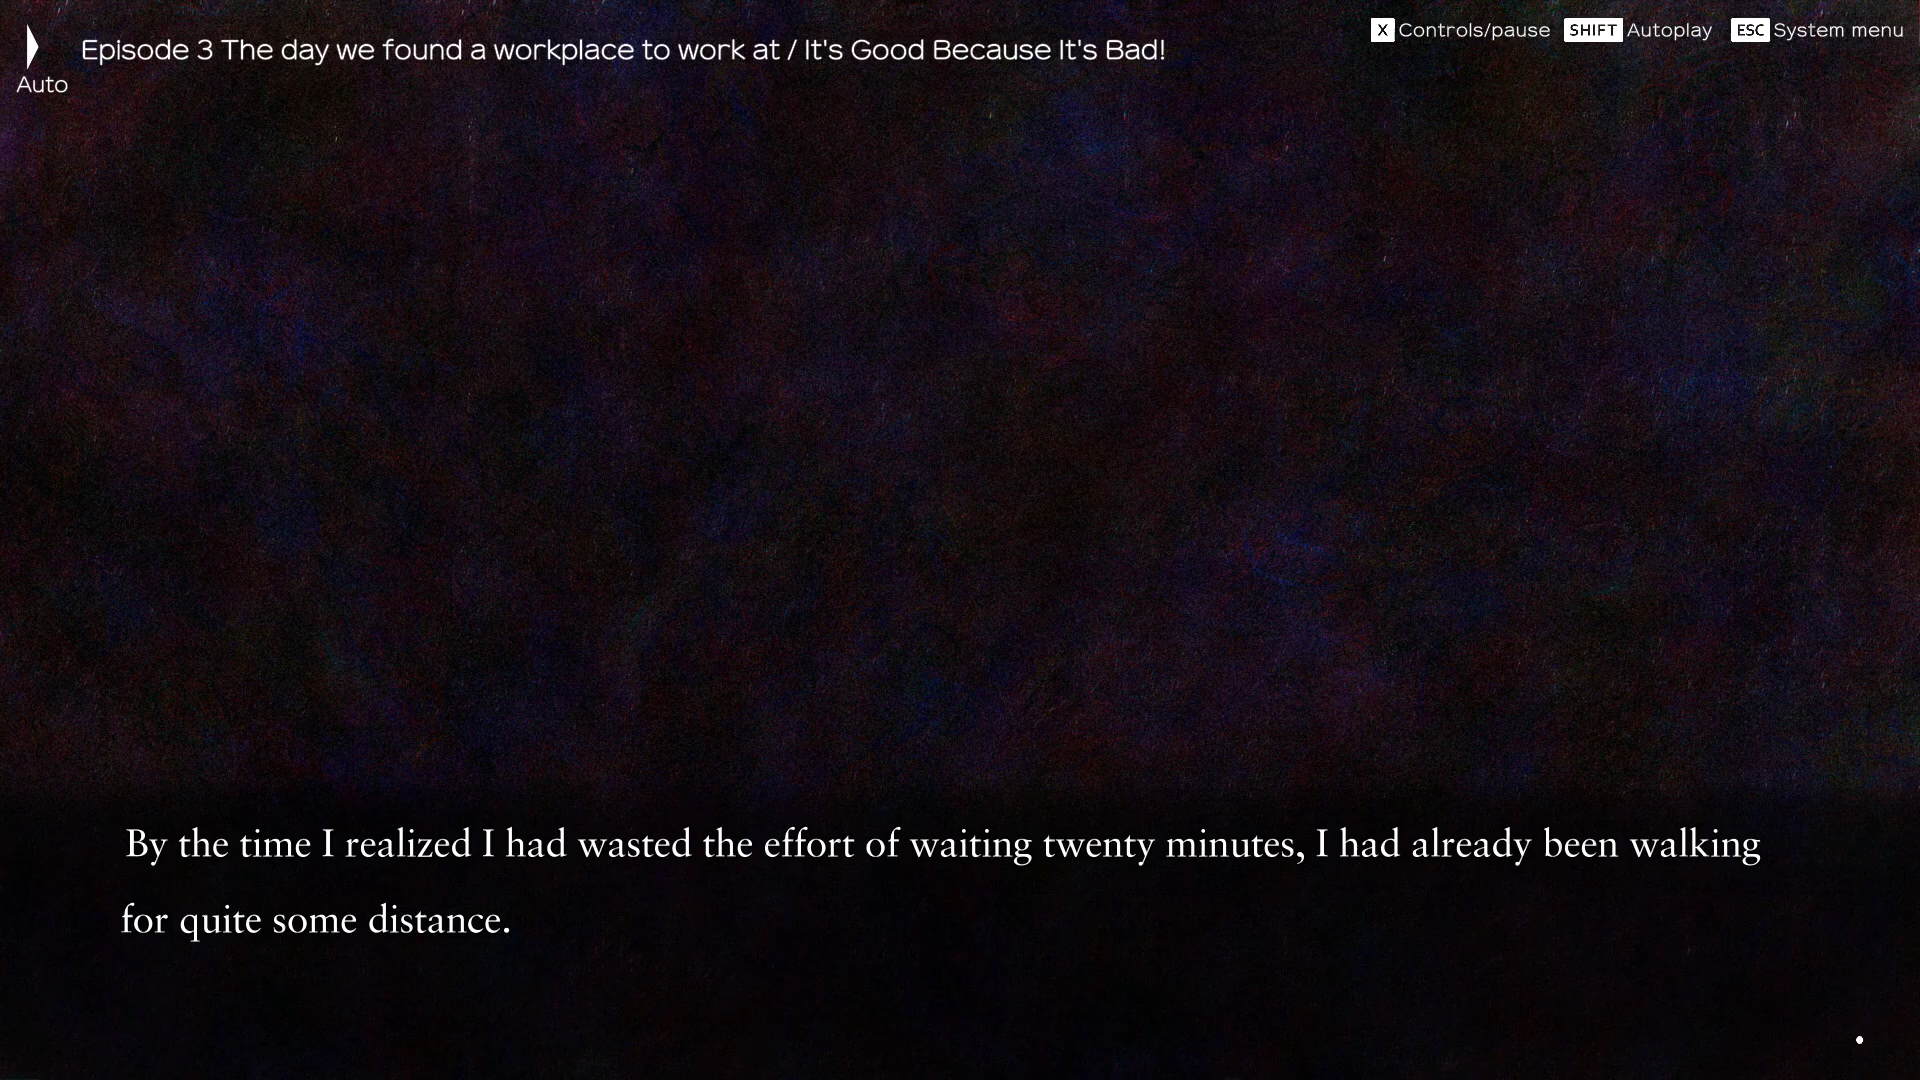 Episode 3 The day we found a workplace to work at / It's Good Because It's Bad!
X Controls/pause SHIFT Autoplay ESC System menu
Auto
By the time I realized I had wasted the effort of waiting twenty minutes, I had already been walking
for quite some distance.